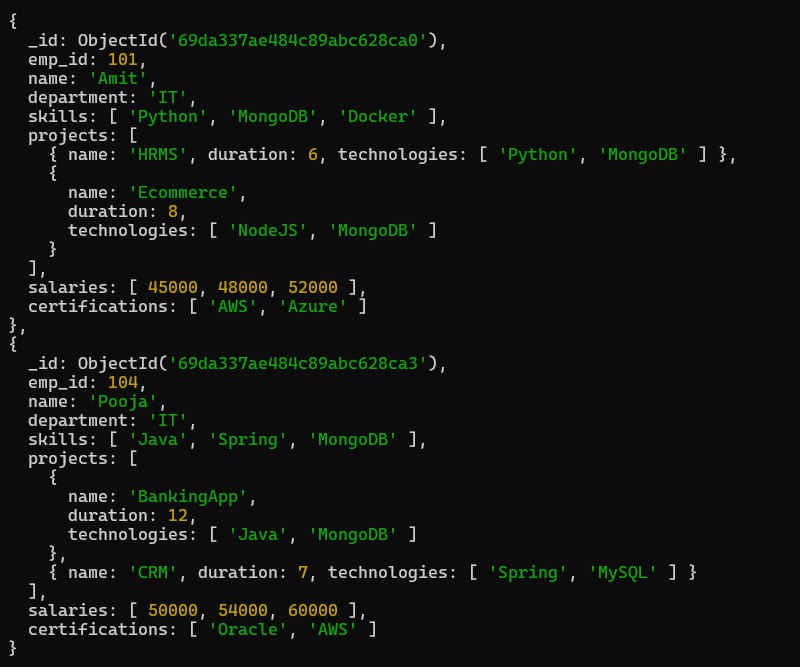 {
  _id: ObjectId('69da337ae484c89abc628ca0'),
  emp_id: 101,
  name: 'Amit',
  department: 'IT',
  skills: [ 'Python', 'MongoDB', 'Docker' ],
  projects: [
    { name: 'HRMS', duration: 6, technologies: [ 'Python', 'MongoDB' ] },
    {
      name: 'Ecommerce',
      duration: 8,
      technologies: [ 'NodeJS', 'MongoDB' ]
    }
  ],
  salaries: [ 45000, 48000, 52000 ],
  certifications: [ 'AWS', 'Azure' ]
},
{
  _id: ObjectId('69da337ae484c89abc628ca3'),
  emp_id: 104,
  name: 'Pooja',
  department: 'IT',
  skills: [ 'Java', 'Spring', 'MongoDB' ],
  projects: [
    {
      name: 'BankingApp',
      duration: 12,
      technologies: [ 'Java', 'MongoDB' ]
    },
    { name: 'CRM', duration: 7, technologies: [ 'Spring', 'MySQL' ] }
  ],
  salaries: [ 50000, 54000, 60000 ],
  certifications: [ 'Oracle', 'AWS' ]
}